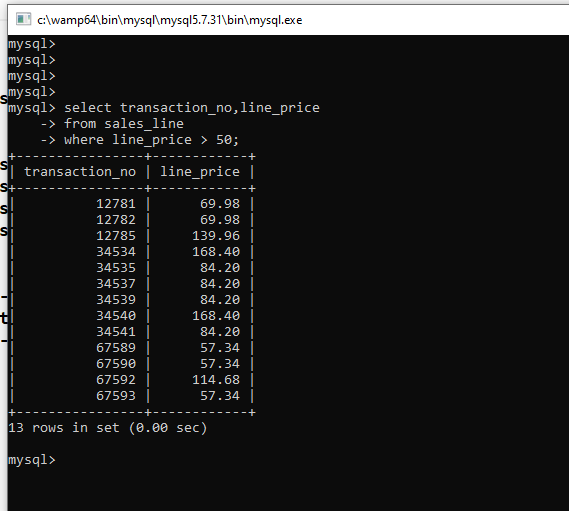 c:\wamp64\bin\mysql\mysql5.7.31\bin\mysql.exe
mysql>
mysql>
mysql>
mysql>
mysql> select transaction_no,line_price
    -> from sales_line
    -> where line_price > 50;
+----------------+------------+
| transaction_no | line_price |
+----------------+------------+
|          12781 |      69.98 |
|          12782 |      69.98 |
|          12785 |     139.96 |
|          34534 |     168.40 |
|          34535 |      84.20 |
|          34537 |      84.20 |
|          34539 |      84.20 |
|          34540 |     168.40 |
|          34541 |      84.20 |
|          67589 |      57.34 |
|          67590 |      57.34 |
|          67592 |     114.68 |
|          67593 |      57.34 |
+----------------+------------+
13 rows in set (0.00 sec)
mysql>